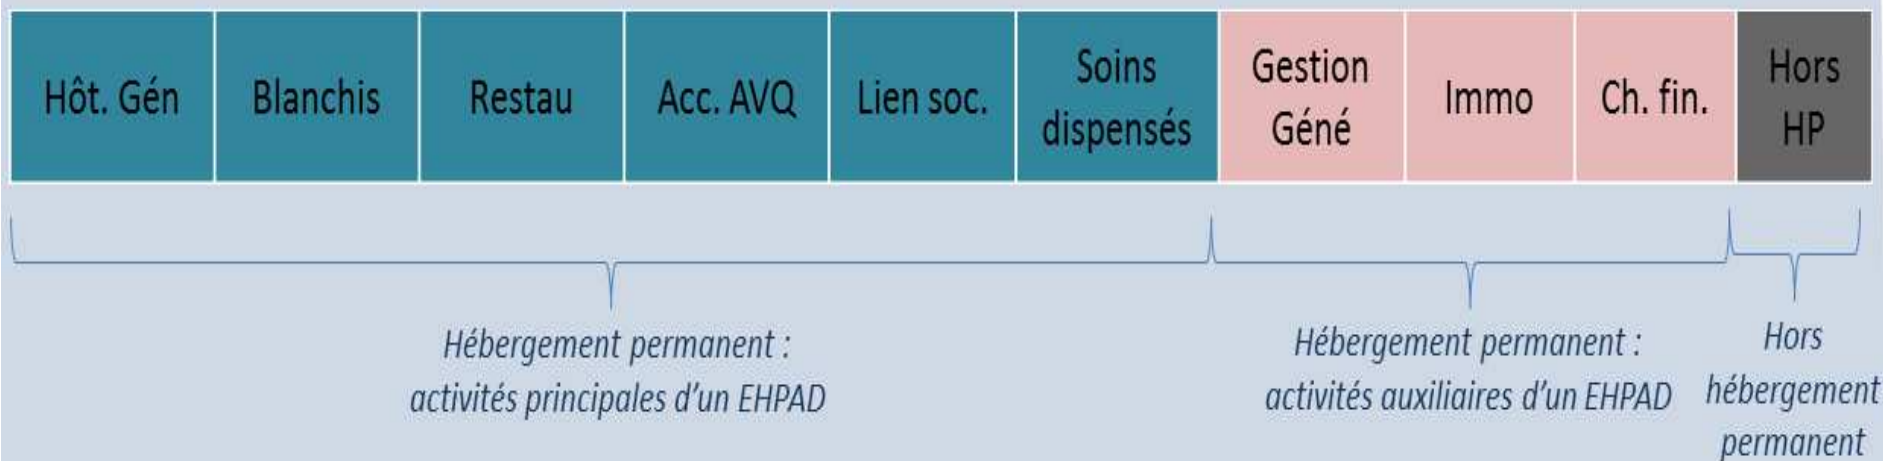 Hôt. Gén
Blanchis
Restau
Acc. AVQ
Lien soc.
Soins
dispensés
Gestion
Géné
Immo
Ch. fin.
Hors
HP
Hébergement permanent :
activités principales d'un EHPAD
Hébergement permanent :
activités auxiliaires d'un EHPAD
Hors
hébergement
permanent